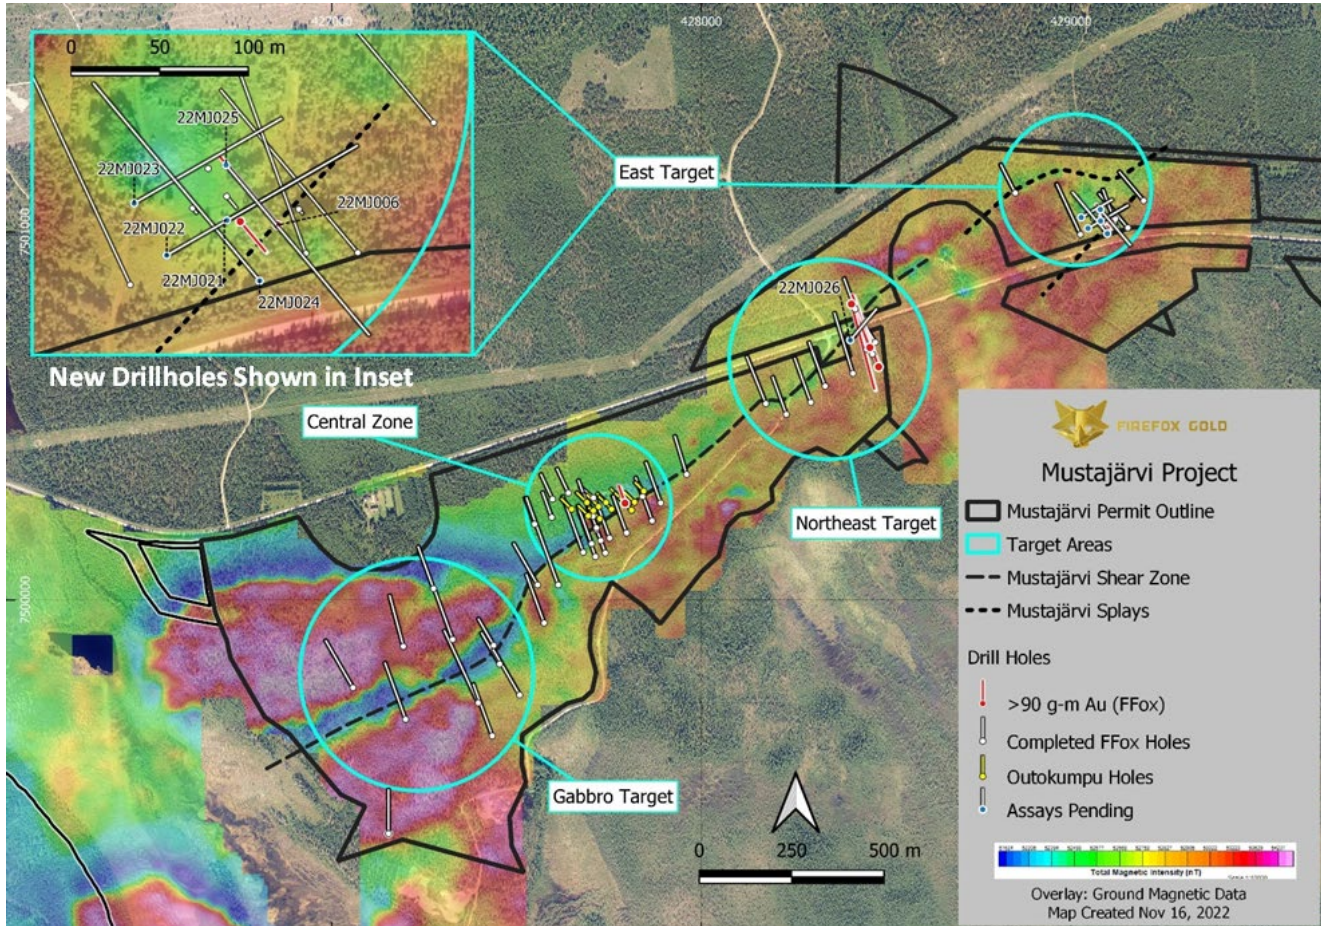 427000
428000
429000
0 50 100 m
22MJ025
22MJ023
22MJ006
22MJ022
22MJ021
22MJ024
7501000
East Target
New Drillholes Shown in Inset
22MJ026
Central Zone
Northeast Target
7500000
Gabbro Target
0 250 500 m
FIREFOX GOLD
Mustajärvi Project
Mustajärvi Permit Outline
Target Areas
Mustajärvi Shear Zone
Mustajärvi Splays
Drill Holes
>90 g-m Au (FFox)
Completed FFox Holes
Outokumpu Holes
Assays Pending
Total Magnetic Intensity (nT)
Overlay: Ground Magnetic Data
Map Created Nov 16, 2022